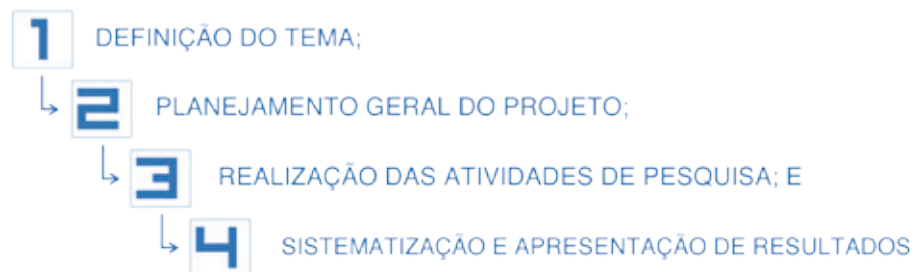 1 DEFINIÇÃO DO TEMA;
2 PLANEJAMENTO GERAL DO PROJETO;
3 REALIZAÇÃO DAS ATIVIDADES DE PESQUISA; E
4 SISTEMATIZAÇÃO E APRESENTAÇÃO DE RESULTADOS